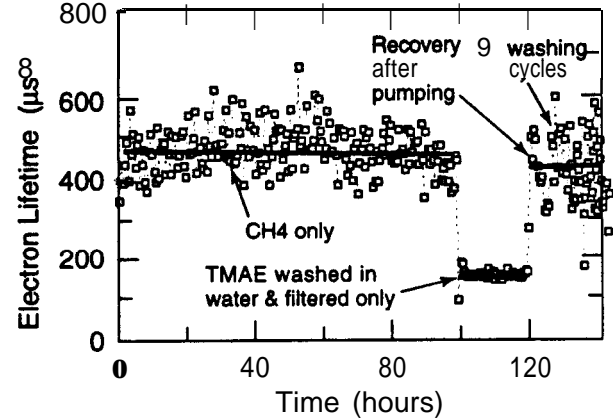 800
600
400
200
0
Electron Lifetime (µs∞
Recovery 9 washing
after cycles
pumping
CH4 only
TMAE washed in
water & filtered only
0 40 80 120
Time (hours)